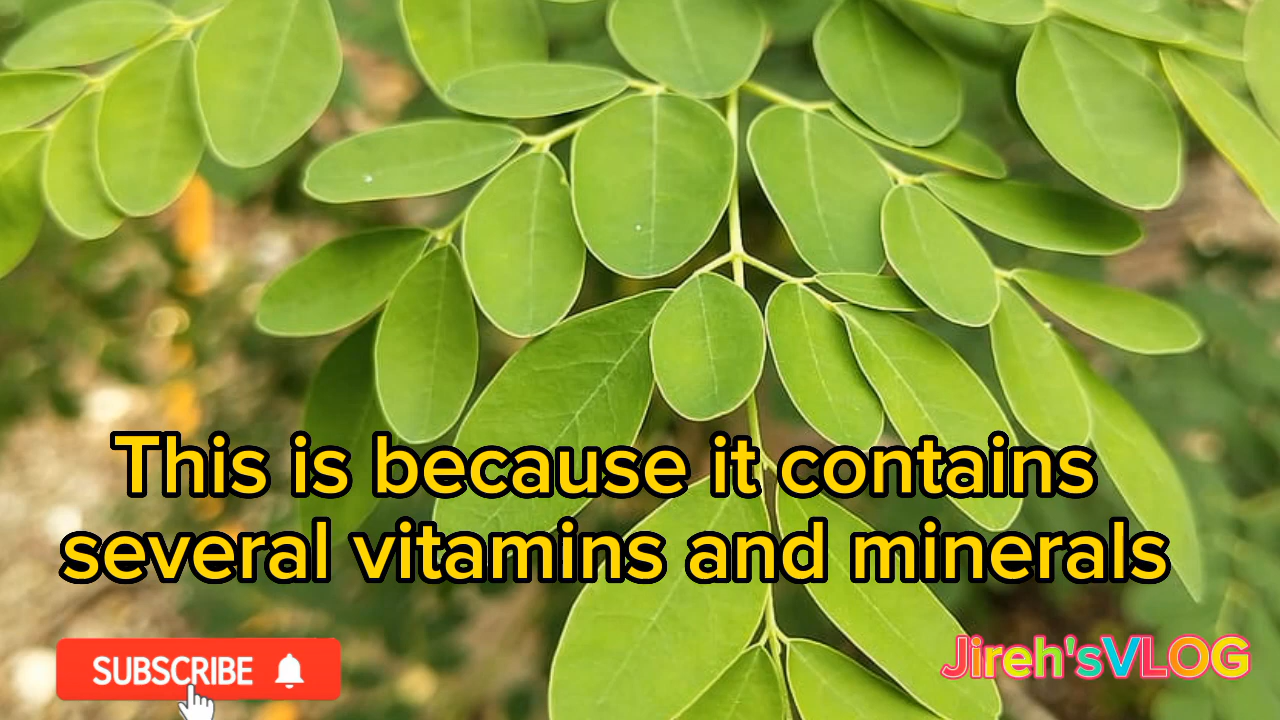 This is because it contains
several vitamins and minerals
SUBSCRIBE
Jireh'sVLOG